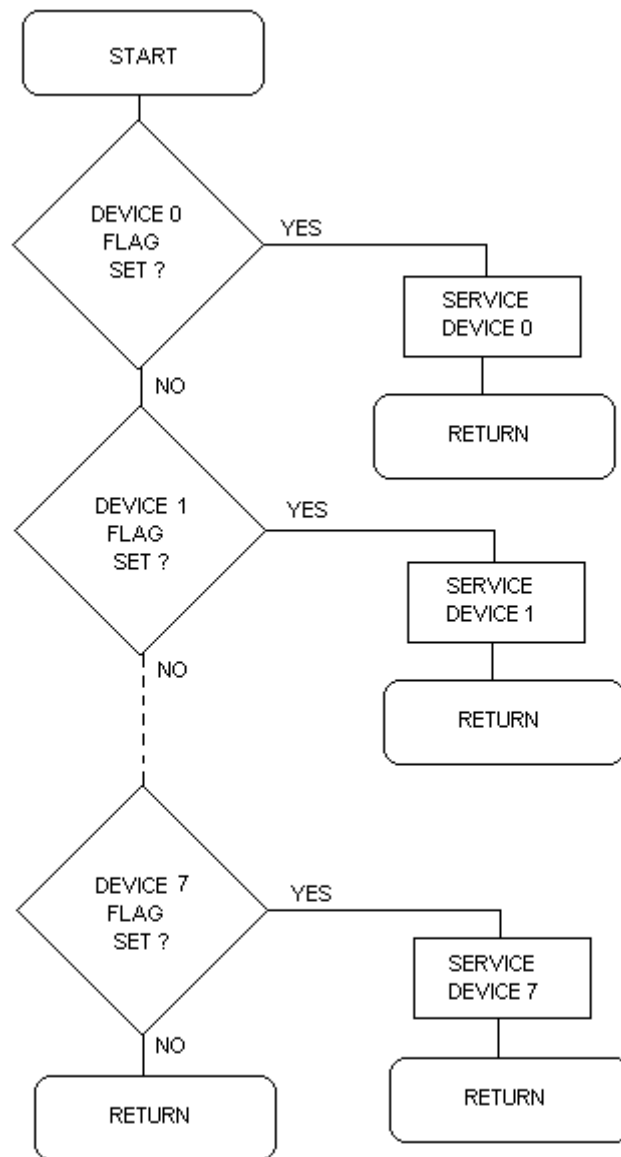 START
DEVICE 0
FLAG
SET ?
YES
SERVICE
DEVICE 0
RETURN
NO
DEVICE 1
FLAG
SET ?
YES
SERVICE
DEVICE 1
RETURN
NO
DEVICE 7
FLAG
SET ?
YES
SERVICE
DEVICE 7
RETURN
NO
RETURN